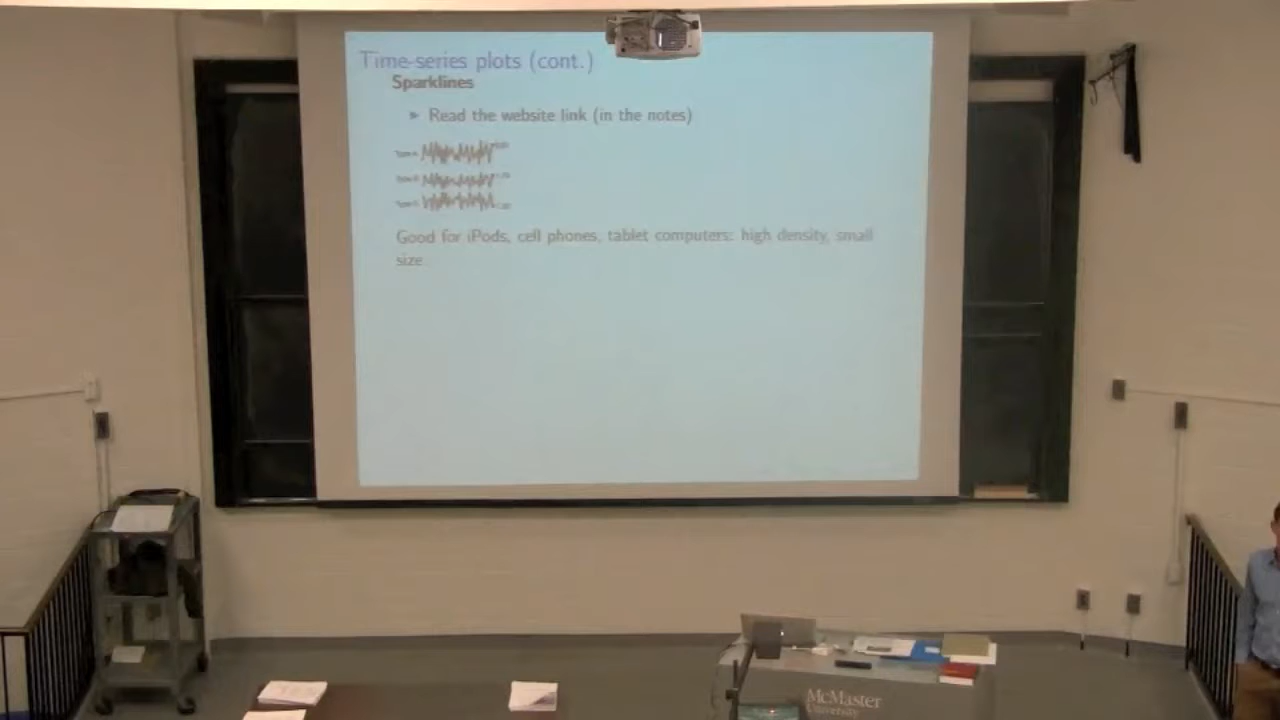 Time-series plots (cont.)
Sparklines
Read the website link (in the notes)
Good for iPods, cell phones, tablet computers: high density, small
size
McMaster
University